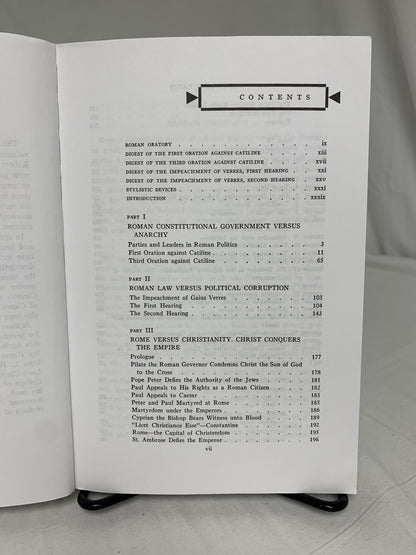 CONTENTS
ROMAN ORATORY . . . . . . . . . . . . . ix
DIGEST OF THE FIRST ORATION AGAINST CATILINE . . . . xiii
DIGEST OF THE THIRD ORATION AGAINST CATILINE . . . . xvii
DIGEST OF THE IMPEACHMENT OF VERRES, FIRST HEARING . . . xxi
DIGEST OF THE IMPEACHMENT OF VERRES, SECOND HEARING . . xxv
STYLISTIC DEVICES . . . . . . . . . . . . xxxi
INTRODUCTION . . . . . . . . . . . . . xxxix
PART I
ROMAN CONSTITUTIONAL GOVERNMENT VERSUS
ANARCHY
Parties and Leaders in Roman Politics . . . . . . . 3
First Oration against Catiline . . . . . . . . . 11
Third Oration against Catiline . . . . . . . . . 65
PART II
ROMAN LAW VERSUS POLITICAL CORRUPTION
The Impeachment of Gaius Verres . . . . . . . . 103
The First Hearing . . . . . . . . . . . . 104
The Second Hearing . . . . . . . . . . . 143
PART III
ROME VERSUS CHRISTIANITY. CHRIST CONQUERS
THE EMPIRE
Prologue . . . . . . . . . . . . . . 177
Pilate the Roman Governor Condemns Christ the Son of God
to the Cross . . . . . . . . . . . . . 178
Pope Peter Defies the Authority of the Jews . . . . . 181
Paul Appeals to His Rights as a Roman Citizen . . . . 182
Paul Appeals to Caesar . . . . . . . . . . 183
Peter and Paul Martyred at Rome . . . . . . . . 185
Martyrdom under the Emperors . . . . . . . . 186
Cyprian the Bishop Bears Witness unto Blood . . . . . 189
"Licet Christianos Esse"—Constantine . . . . . . . 192
Rome—the Capital of Christendom . . . . . . . . 195
St. Ambrose Defies the Emperor . . . . . . . . 196
vii